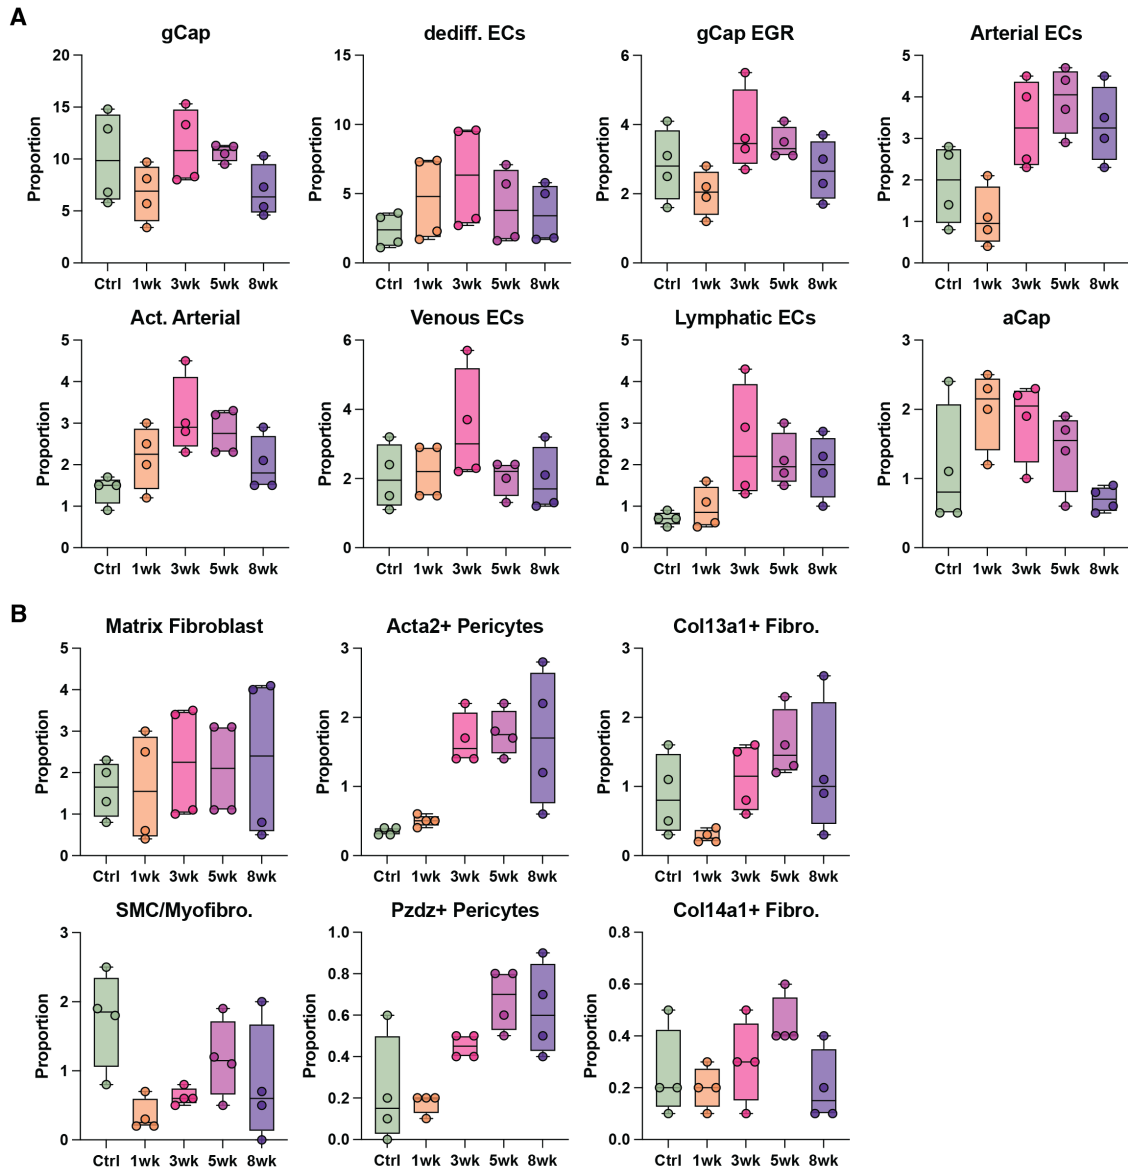 A
gCap
dediff. ECs
gCap EGR
Arterial ECs
Proportion
20
15
10
5
0
Ctrl 1wk 3wk 5wk 8wk
Proportion
15
10
5
0
Ctrl 1wk 3wk 5wk 8wk
Proportion
6
4
2
0
Ctrl 1wk 3wk 5wk 8wk
Proportion
5
4
3
2
1
0
Ctrl 1wk 3wk 5wk 8wk
Act. Arterial
Venous ECs
Lymphatic ECs
aCap
Proportion
5
4
3
2
1
0
Ctrl 1wk 3wk 5wk 8wk
Proportion
6
4
2
0
Ctrl 1wk 3wk 5wk 8wk
Proportion
5
4
3
2
1
0
Ctrl 1wk 3wk 5wk 8wk
Proportion
3
2
1
0
Ctrl 1wk 3wk 5wk 8wk
B
Matrix Fibroblast
Acta2+ Pericytes
Col13a1+ Fibro.
Proportion
5
4
3
2
1
0
Ctrl 1wk 3wk 5wk 8wk
Proportion
3
2
1
0
Ctrl 1wk 3wk 5wk 8wk
Proportion
3
2
1
0
Ctrl 1wk 3wk 5wk 8wk
SMC/Myofibro.
Pzdz+ Pericytes
Col14a1+ Fibro.
Proportion
3
2
1
0
Ctrl 1wk 3wk 5wk 8wk
Proportion
1.0
0.8
0.6
0.4
0.2
0.0
Ctrl 1wk 3wk 5wk 8wk
Proportion
0.8
0.6
0.4
0.2
0.0
Ctrl 1wk 3wk 5wk 8wk